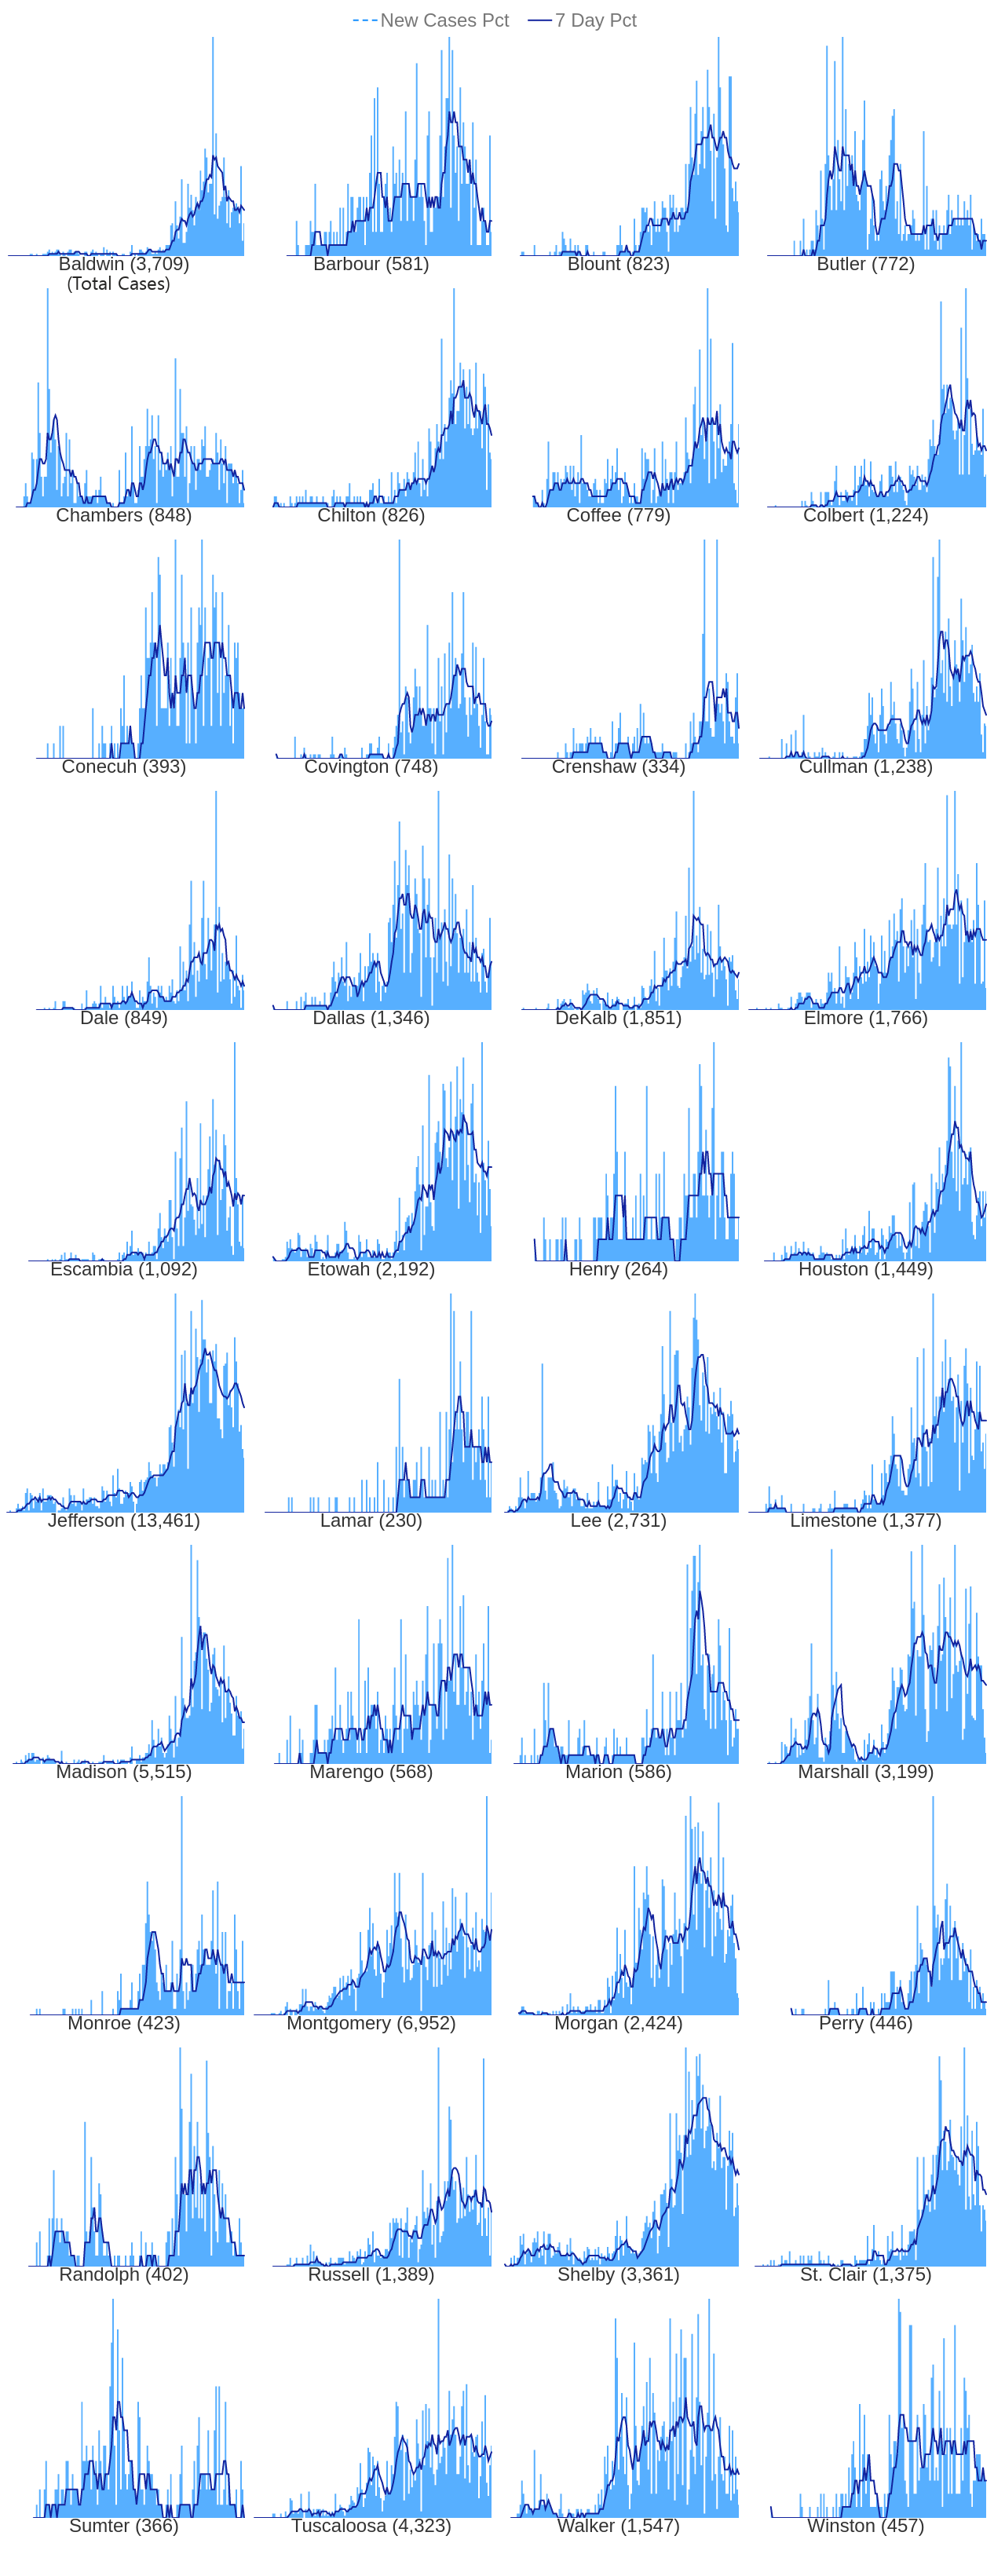 New Cases Pct 7 Day Pct
Baldwin (3,709) Barbour (581) Blount (823) Butler (772)
(Total Cases)
Chambers (848) Chilton (826) Coffee (779) Colbert (1,224)
Conecuh (393) Covington (748) Crenshaw (334) Cullman (1,238)
Dale (849) Dallas (1,346) DeKalb (1,851) Elmore (1,766)
Escambia (1,092) Etowah (2,192) Henry (264) Houston (1,449)
Jefferson (13,461) Lamar (230) Lee (2,731) Limestone (1,377)
Madison (5,515) Marengo (568) Marion (586) Marshall (3,199)
Monroe (423) Montgomery (6,952) Morgan (2,424) Perry (446)
Randolph (402) Russell (1,389) Shelby (3,361) St. Clair (1,375)
Sumter (366) Tuscaloosa (4,323) Walker (1,547) Winston (457)